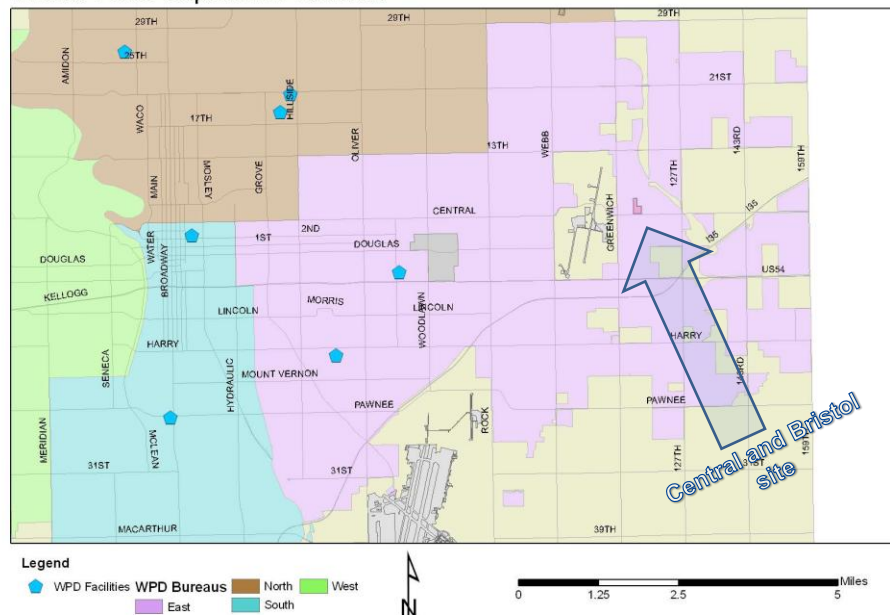 29TH 29TH 29TH
25TH
AMIDON
HILLSIDE
21ST
WACO
17TH
OLIVER
13TH
WEBB
127TH
143RD
159TH
MAIN
MOSLEY
GROVE
CENTRAL
GREENWICH
I35
2ND
1ST
DOUGLAS
DOUGLAS
WATER
BROADWAY
I35
US54
KELLOGG
LINCOLN
MORRIS
LINCOLN
WOODLAWN
HARRY
HARRY
SENECA
HYDRAULIC
MOUNT VERNON
143RD
PAWNEE
PAWNEE
ROCK
MERIDIAN
MCLEAN
127TH
159TH
31ST
31ST
31ST
MACARTHUR
39TH
Central and Bristol
site
Legend
WPD Facilities
WPD Bureaus
North
West
East
South
N
Miles
0 1.25 2.5 5